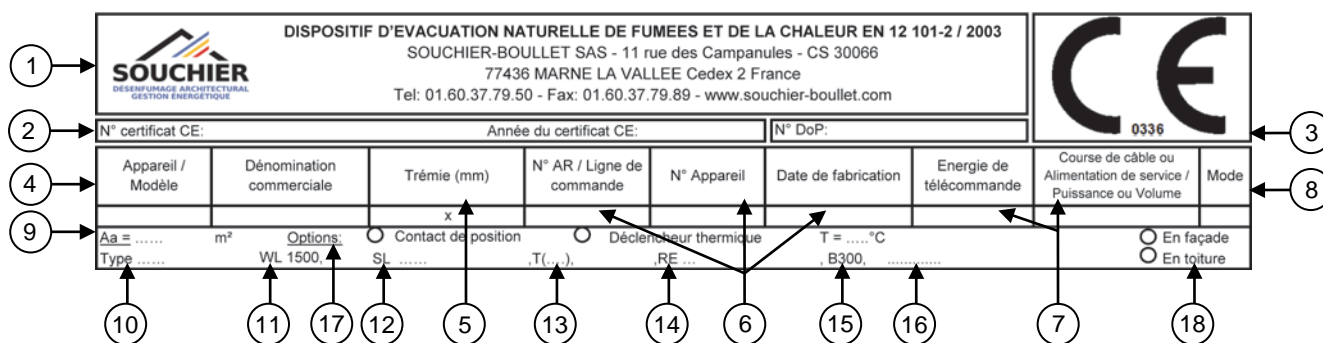 DISPOSITIF D'EVACUATION NATURELLE DE FUMEES ET DE LA CHALEUR EN 12 101-2 / 2003
SOUCHIER-BOULLET SAS - 11 rue des Campanules - CS 30066
77436 MARNE LA VALLEE Cedex 2 France
Tel: 01.60.37.79.50 - Fax: 01.60.37.79.89 - www.souchier-boullet.com
SOUCHIER
DÉSENFUMAGE ARCHITECTURAL
GESTION ÉNERGÉTIQUE
CE
0336
1
2
N° certificat CE: Année du certificat CE: N° DoP:
3
4
Appareil / Modèle
Dénomination commerciale
Trémie (mm)
N° AR / Ligne de commande
N° Appareil
Date de fabrication
Energie de télécommande
Course de câble ou Alimentation de service / Puissance ou Volume
Mode
8
x
9
Aa = ...... m² Options: Contact de position Déclencheur thermique T = .....°C En façade
Type ...... WL 1500, SL ...... ,T(....), ,RE ... , B300, ............. En toiture
10 11 17 12 5 13 14 6 15 16 7 18